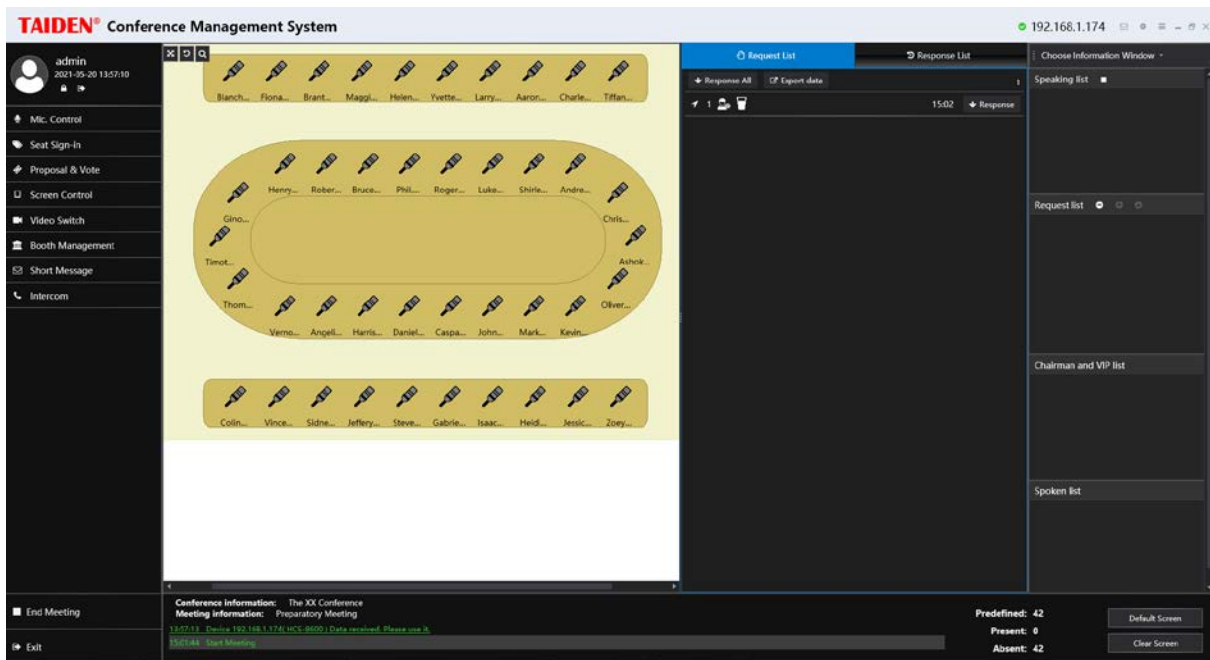 TAIDEN® Conference Management System
192.168.1.174
admin
2021-05-20 13:57:10
Mic. Control
Seat Sign-in
Proposal & Vote
Screen Control
Video Switch
Booth Management
Short Message
Intercom
End Meeting
Exit
Blanch... Fiona... Brant... Maggi... Helen... Yvette... Larry... Aaron... Charle... Tiffan...
Henry... Rober... Bruce... Phil... Roger... Luke... Shirle... Andre...
Gino... Chris...
Timot... Ashok...
Thom... Oliver...
Verno... Angeli... Harris... Daniel... Caspa... John... Mark... Kevin...
Colin... Vince... Sidne... Jeffery... Steve... Gabrie... Isaac... Heidi... Jessic... Zoey...
Request List Response List
Response All Export data 1
1 15:02 Response
Choose Information Window
Speaking list
Request list
Chairman and VIP list
Spoken list
Conference information: The XX Conference
Meeting information: Preparatory Meeting
13:57:13 Device 192.168.1.174( HCS-8600 ) Data received. Please use it.
15:01:44 Start Meeting
Predefined: 42
Present: 0
Absent: 42
Default Screen
Clear Screen